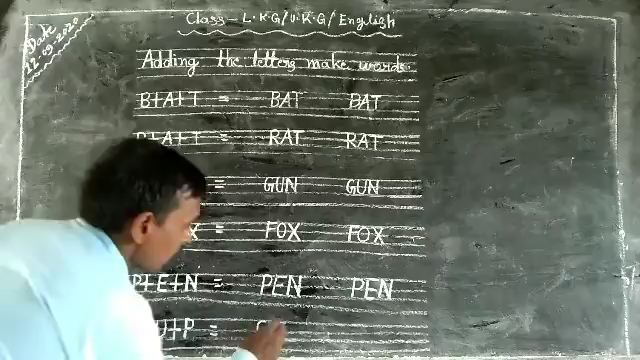 Class - L.K.G/U.K.G/English
Date
12.09.2020
Adding the letters make words.
B+A+T = BAT BAT
R+A+T = RAT RAT
= GUN GUN
X = FOX FOX
P+E+N = PEN PEN
U+P =